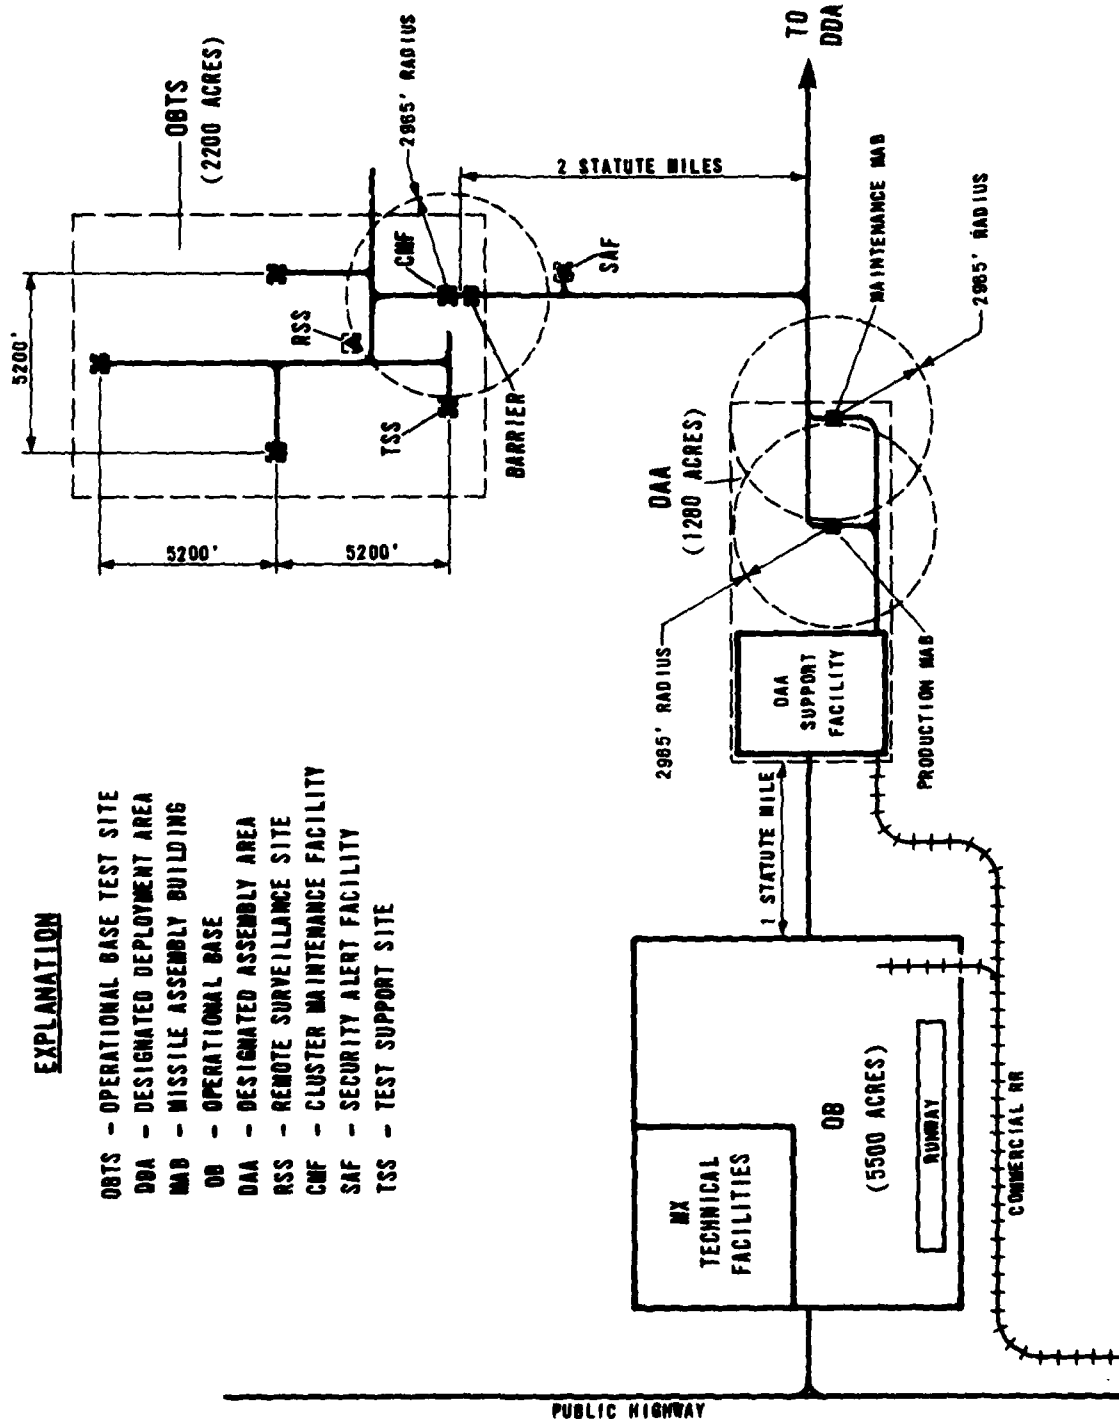 EXPLANATION
OBTS - OPERATIONAL BASE TEST SITE
DDA - DESIGNATED DEPLOYMENT AREA
MAB - MISSILE ASSEMBLY BUILDING
OB - OPERATIONAL BASE
DAA - DESIGNATED ASSEMBLY AREA
RSS - REMOTE SURVEILLANCE SITE
CMF - CLUSTER MAINTENANCE FACILITY
SAF - SECURITY ALERT FACILITY
TSS - TEST SUPPORT SITE
5200'
5200'
5200'
OBTS
(2200 ACRES)
2965' RADIUS
RSS
CMF
TSS
BARRIER
SAF
2 STATUTE MILES
TO
DDA
MAINTENANCE MAB
2965' RADIUS
DAA
(1280 ACRES)
2965' RADIUS
DAA
SUPPORT
FACILITY
PRODUCTION MAB
1 STATUTE MILE
MX
TECHNICAL
FACILITIES
OB
(5500 ACRES)
RUNWAY
COMMERCIAL RR
PUBLIC HIGHWAY